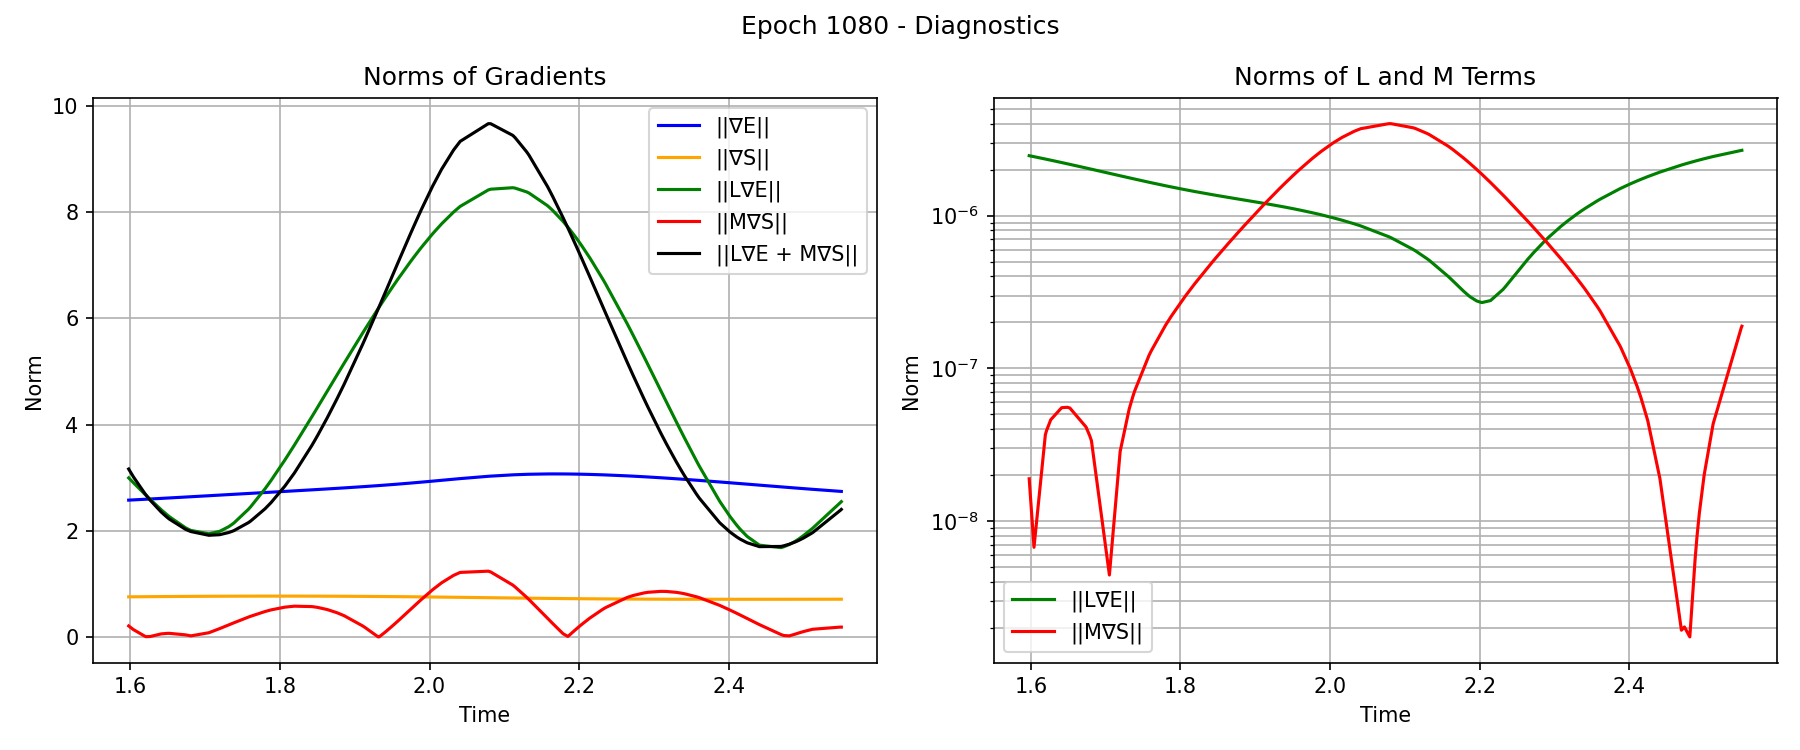 Epoch 1080 - Diagnostics
Norms of Gradients
10
8
6
4
2
0
Norm
1.6 1.8 2.0 2.2 2.4
Time
||∇E||
||∇S||
||L∇E||
||M∇S||
||L∇E + M∇S||
Norms of L and M Terms
10⁻⁶
10⁻⁷
10⁻⁸
Norm
1.6 1.8 2.0 2.2 2.4
Time
||L∇E||
||M∇S||